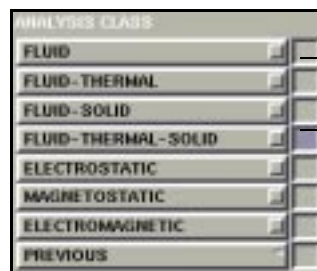 ANALYSIS CLASS
FLUID
FLUID-THERMAL
FLUID-SOLID
FLUID-THERMAL-SOLID
ELECTROSTATIC
MAGNETOSTATIC
ELECTROMAGNETIC
PREVIOUS